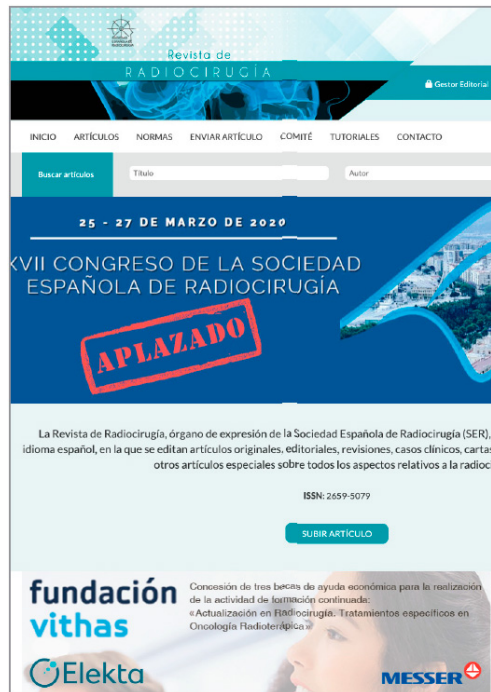 Revista de
RADIOCIRUGÍA
Gestor Editorial
INICIO ARTÍCULOS NORMAS ENVIAR ARTÍCULO COMITÉ TUTORIALES CONTACTO
Buscar artículos Título Autor
25 - 27 DE MARZO DE 2020
XVII CONGRESO DE LA SOCIEDAD
ESPAÑOLA DE RADIOCIRUGÍA
APLAZADO
La Revista de Radiocirugía, órgano de expresión de la Sociedad Española de Radiocirugía (SER),
idioma español, en la que se editan artículos originales, editoriales, revisiones, casos clínicos, cartas
otros artículos especiales sobre todos los aspectos relativos a la radioc
ISSN: 2659-5079
SUBIR ARTÍCULO
fundación
vithas
Concesión de tres becas de ayuda económica para la realización
de la actividad de formación continuada:
«Actualización en Radiocirugía. Tratamientos específicos en
Oncología Radioterápica»
Elekta
MESSER